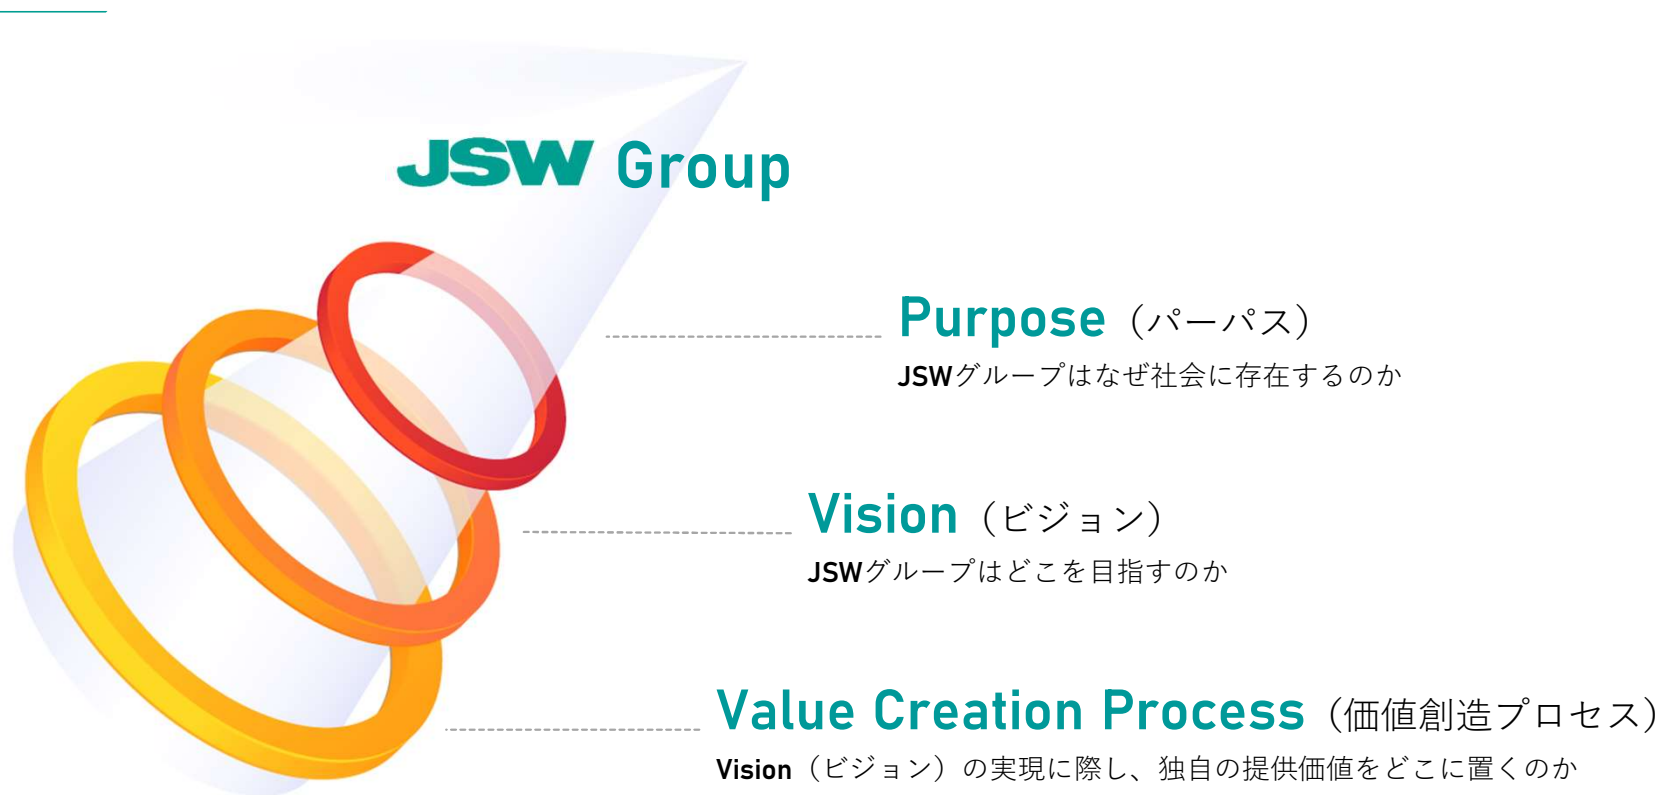 JSW Group
Purpose（パーパス）
JSWグループはなぜ社会に存在するのか
Vision（ビジョン）
JSWグループはどこを目指すのか
Value Creation Process（価値創造プロセス）
Vision（ビジョン）の実現に際し、独自の提供価値をどこに置くのか